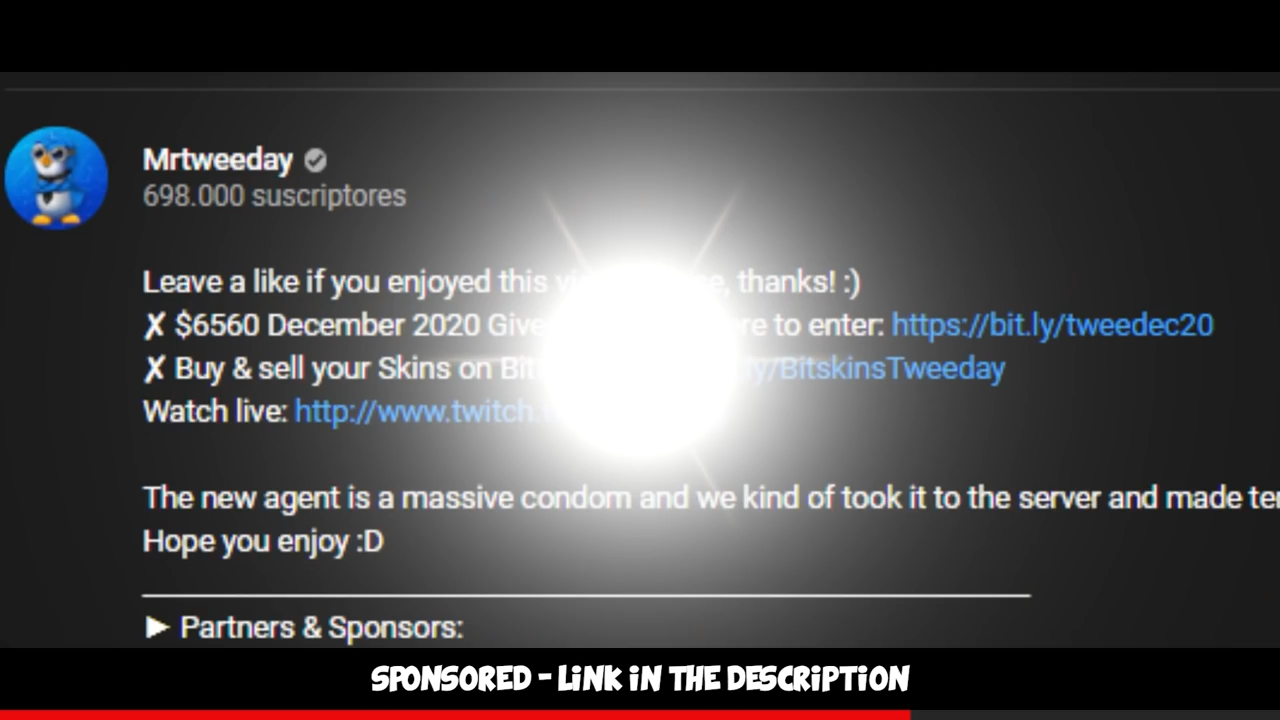 Mrtweeday
698.000 suscriptores
Leave a like if you enjoyed this thanks! :)
✗ $6560 December 2020 to enter: https://bit.ly/tweedec20
✗ Buy & sell your Skins on ly/BitskinsTweeday
Watch live: http://www.twitch.
The new agent is a massive condom and we kind of took it to the server and made
Hope you enjoy :D
► Partners & Sponsors:
SPONSORED - LINK IN THE DESCRIPTION